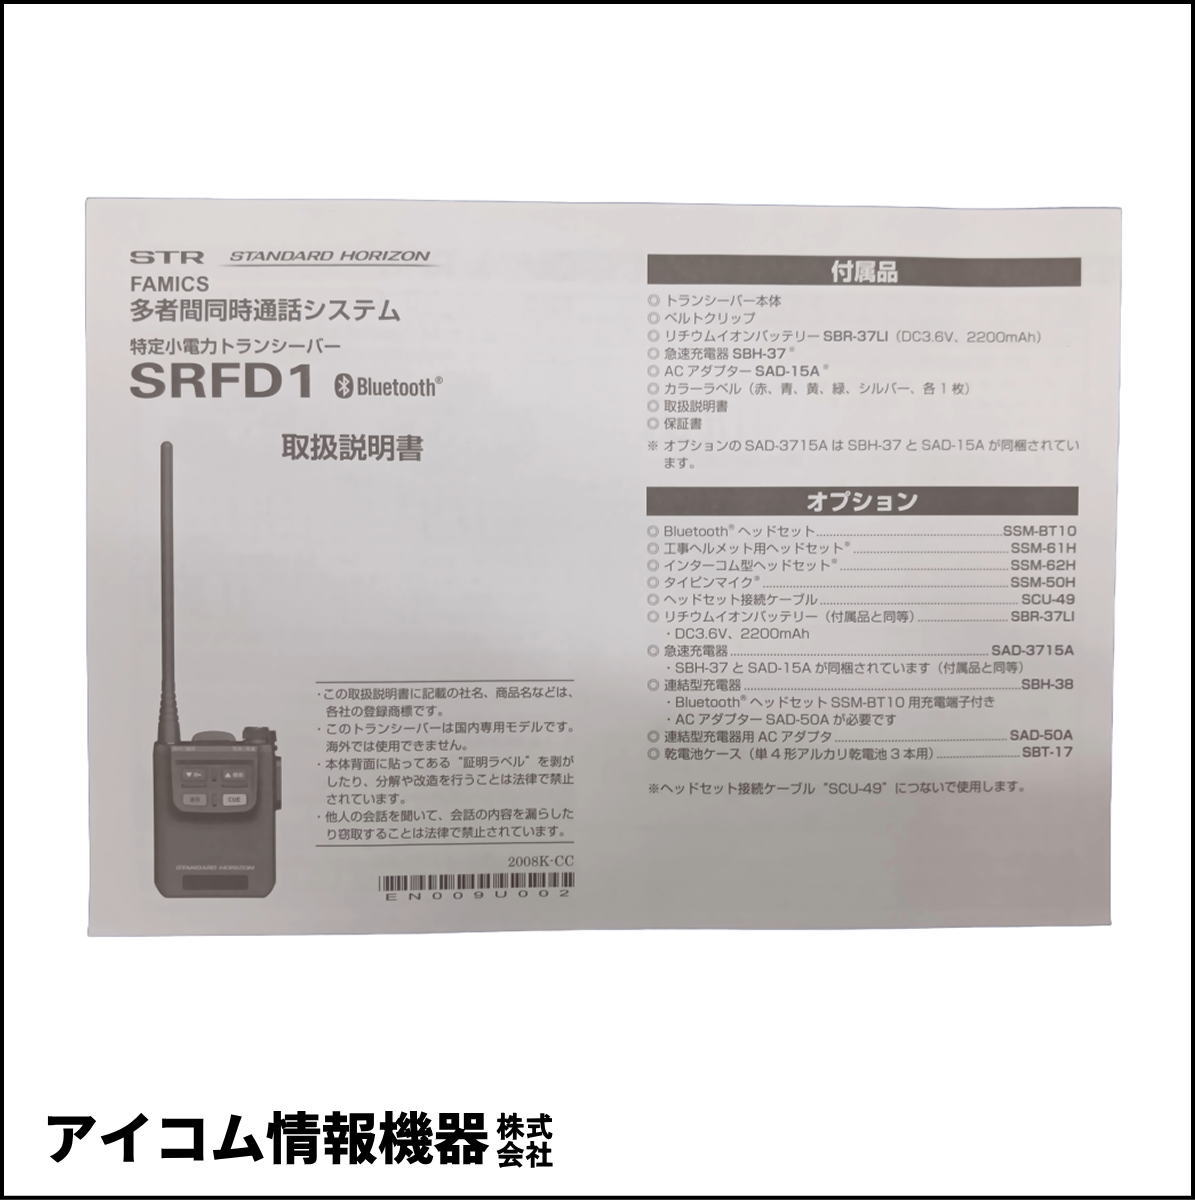 STR STANDARD HORIZON
FAMICS
多者間同時通話システム
特定小電力トランシーバー
SRFD1 Bluetooth®
取扱説明書
・この取扱説明書に記載の社名、商品名などは、
各社の登録商標です。
・このトランシーバーは国内専用モデルです。
海外では使用できません。
・本体背面に貼ってある"証明ラベル"を剥が
したり、分解や改造を行うことは法律で禁止
されています。
・他人の会話を聞いて、会話の内容を漏らした
り窃取することは法律で禁止されています。
2008K-CC
EN009U002
CUE
STANDARD HORIZON
付属品
◎ トランシーバー本体
◎ ベルトクリップ
◎ リチウムイオンバッテリー SBR-37LI（DC3.6V、2200mAh）
◎ 急速充電器 SBH-37※
◎ AC アダプター SAD-15A※
◎ カラーラベル（赤、青、黄、緑、シルバー、各1枚）
◎ 取扱説明書
◎ 保証書
※ オプションの SAD-3715A は SBH-37 と SAD-15A が同梱されてい
ます。
オプション
◎ Bluetooth® ヘッドセット..........SSM-BT10
◎ 工事ヘルメット用ヘッドセット※..........SSM-61H
◎ インターコム型ヘッドセット※..........SSM-62H
◎ タイピンマイク※..........SSM-50H
◎ ヘッドセット接続ケーブル..........SCU-49
◎ リチウムイオンバッテリー（付属品と同等）..........SBR-37LI
・DC3.6V、2200mAh
◎ 急速充電器..........SAD-3715A
・SBH-37 と SAD-15A が同梱されています（付属品と同等）
◎ 連結型充電器..........SBH-38
・Bluetooth® ヘッドセット SSM-BT10 用充電端子付き
・AC アダプター SAD-50A が必要です
◎ 連結型充電器用 AC アダプタ..........SAD-50A
◎ 乾電池ケース（単4形アルカリ乾電池3本用）..........SBT-17
※ヘッドセット接続ケーブル "SCU-49" につないで使用します。
アイコム情報機器株式会社